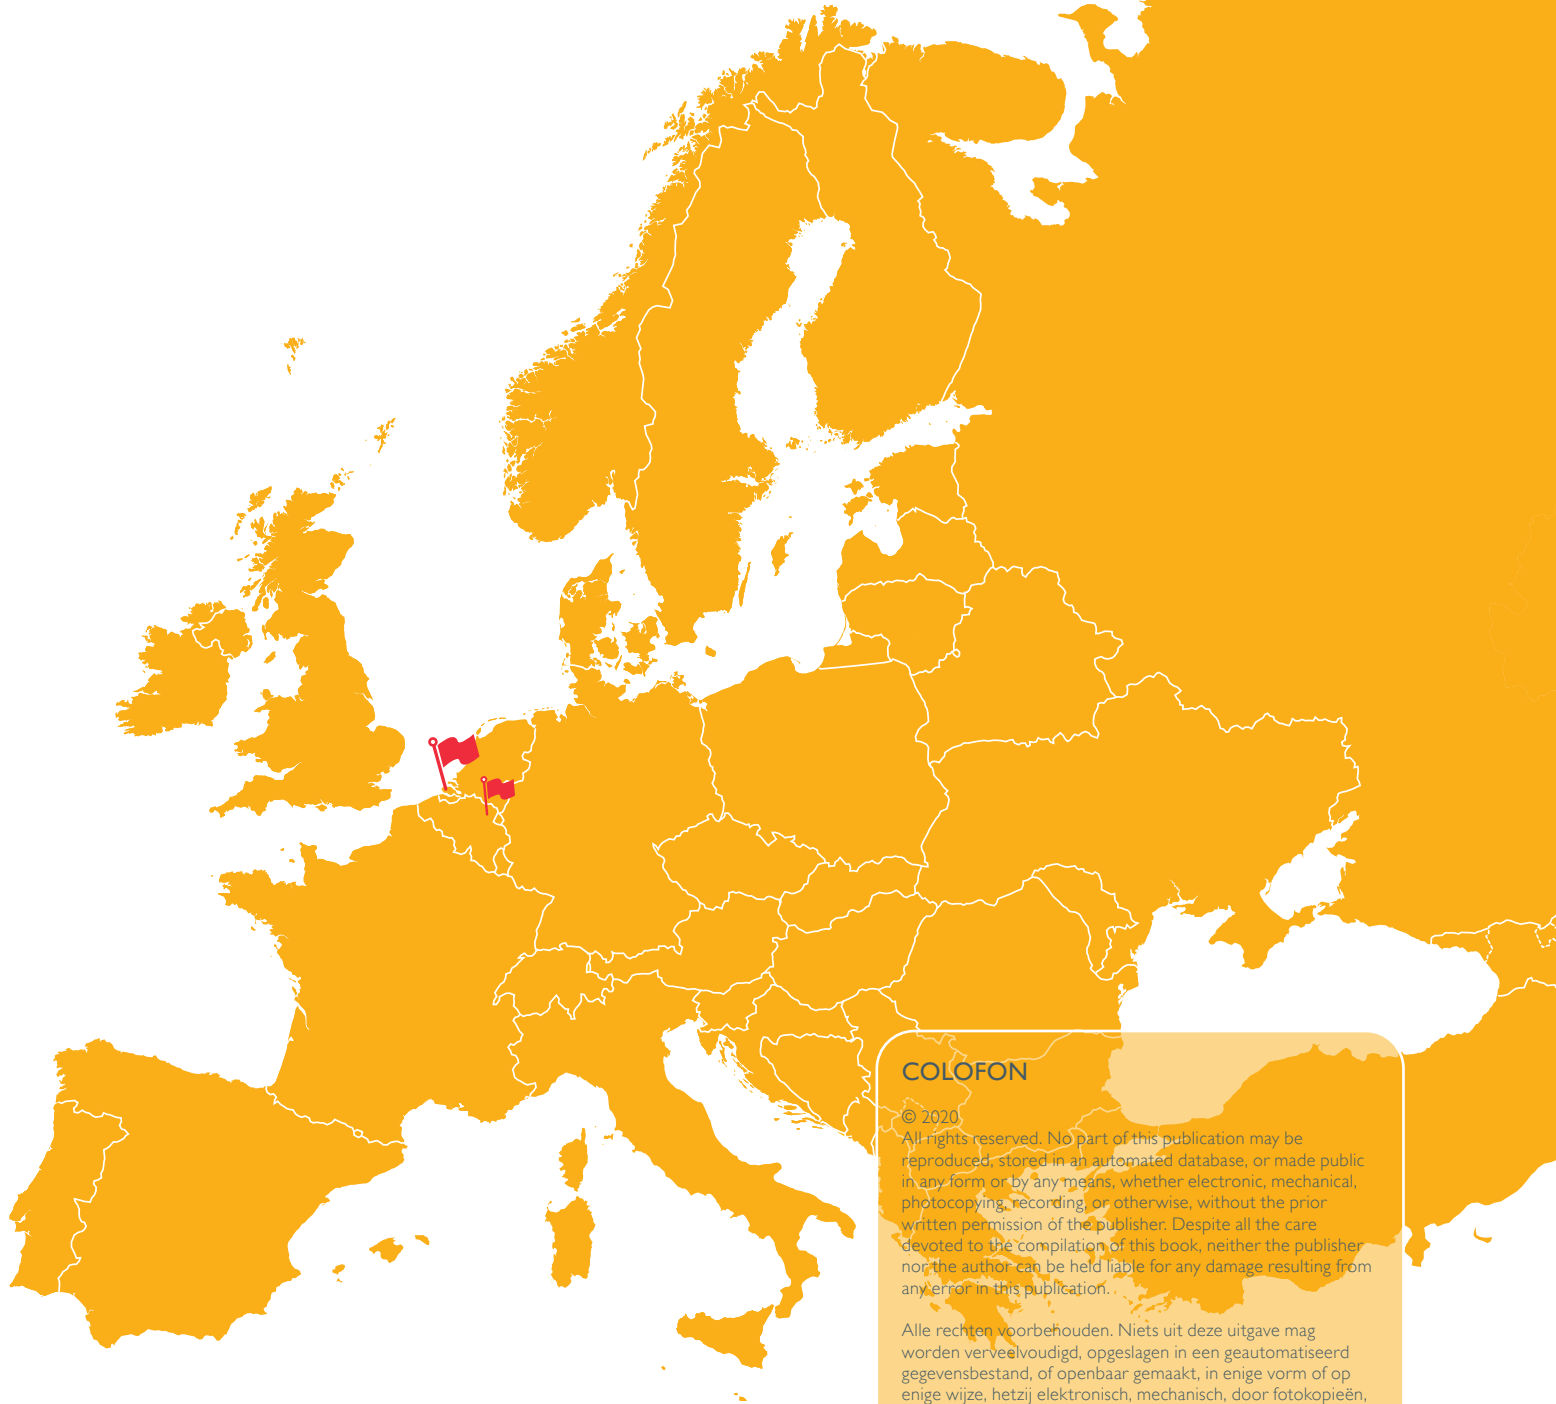 COLOFON
© 2020
All rights reserved. No part of this publication may be
reproduced, stored in an automated database, or made public
in any form or by any means, whether electronic, mechanical,
photocopying, recording, or otherwise, without the prior
written permission of the publisher. Despite all the care
devoted to the compilation of this book, neither the publisher
nor the author can be held liable for any damage resulting from
any error in this publication.
Alle rechten voorbehouden. Niets uit deze uitgave mag
worden verveelvoudigd, opgeslagen in een geautomatiseerd
gegevensbestand, of openbaar gemaakt, in enige vorm of op
enige wijze, hetzij elektronisch, mechanisch, door fotokopieën,